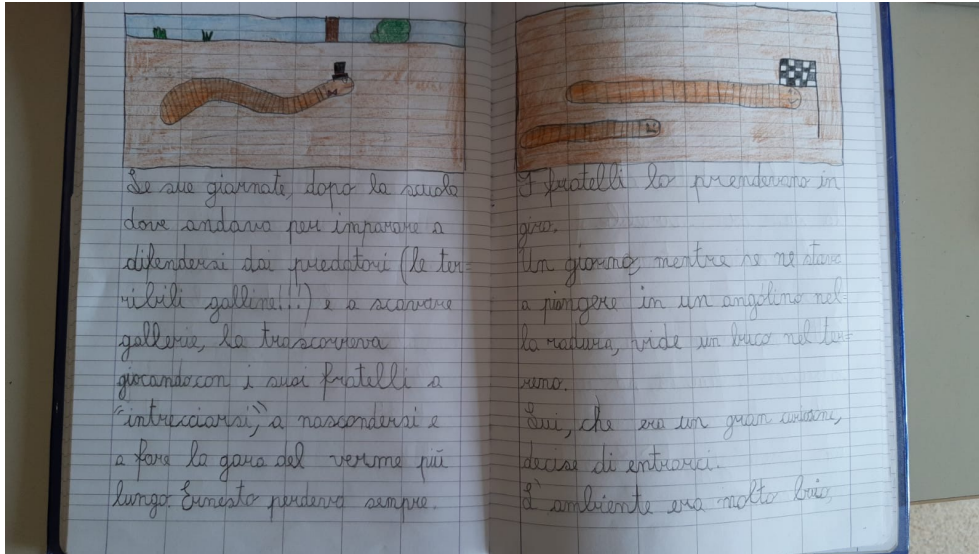 Le sue giornate, dopo la scuola
dove andava per imparare a
difendersi dai predatori (le ter=
ribili galline!!!) e a scavare
gallerie, la trascorreva
giocando con i suoi fratelli a
"intrecciarsi", a nascondersi e
a fare la gara del verme più
lungo. Ernesto perdeva sempre.
I fratelli lo prendevano in
giro.
Un giorno, mentre se ne stava
a piangere in un angolino nel=
la radura, vide un buco nel ter=
reno.
Lui, che era un gran curiosone,
decise di entrarci.
L'ambiente era molto buio,